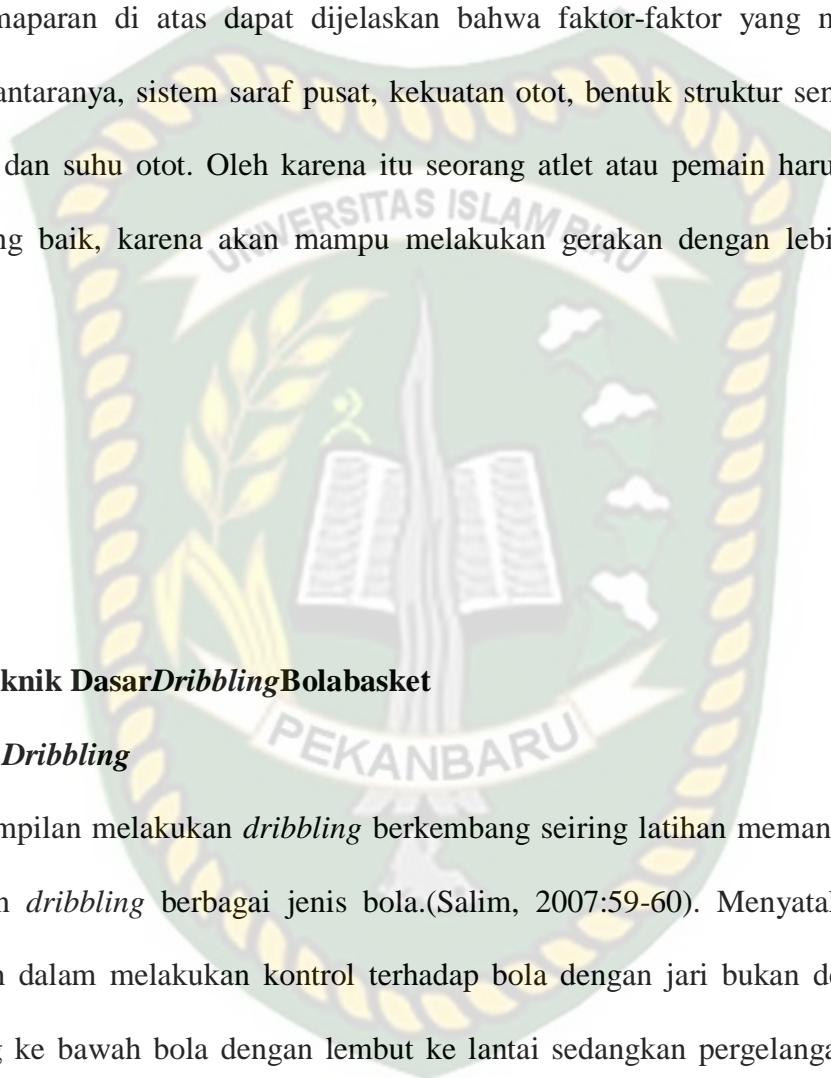 maparan di atas dapat dijelaskan bahwa faktor-faktor yang m
antaranya, sistem saraf pusat, kekuatan otot, bentuk struktur sen
dan suhu otot. Oleh karena itu seorang atlet atau pemain haru
ng baik, karena akan mampu melakukan gerakan dengan lebi
UNIVERSITAS ISLAM RIAU
knik DasarDribblingBolabasket
PEKANBARU
Dribbling
mpilan melakukan dribbling berkembang seiring latihan meman
n dribbling berbagai jenis bola.(Salim, 2007:59-60). Menyatak
n dalam melakukan kontrol terhadap bola dengan jari bukan de
g ke bawah bola dengan lembut ke lantai sedangkan pergelanga